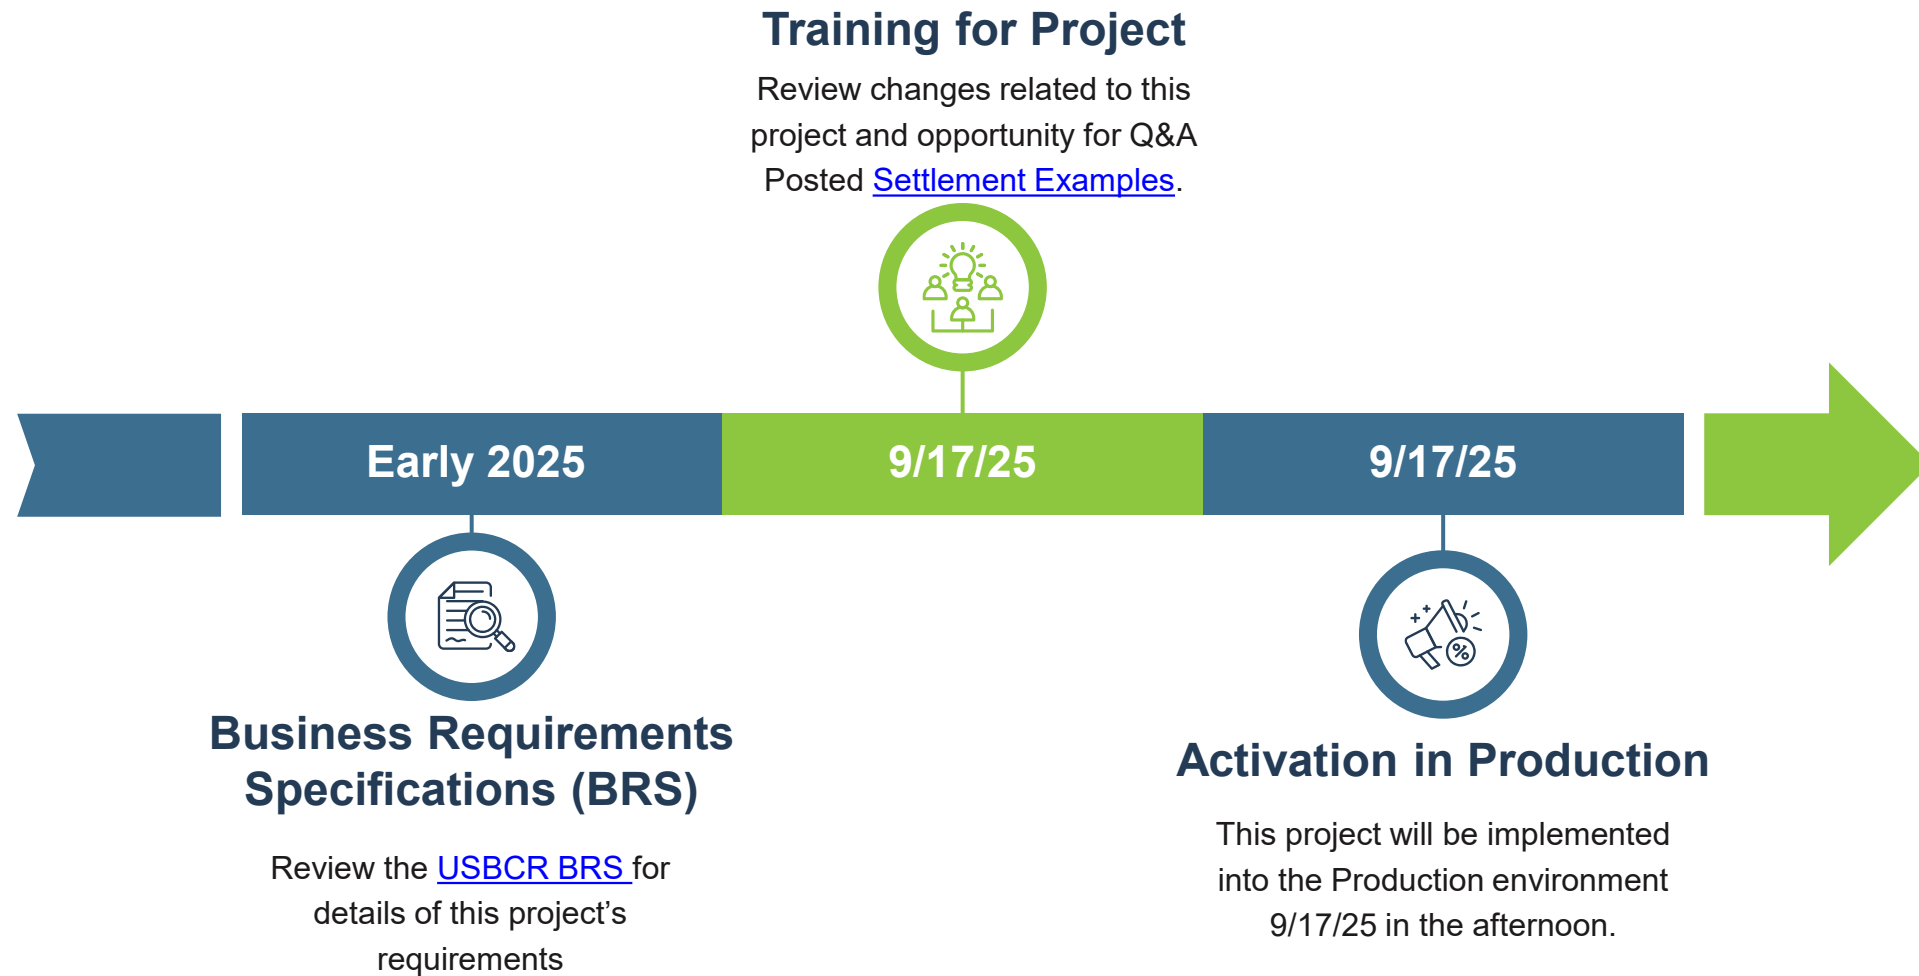 Training for Project
Review changes related to this
project and opportunity for Q&A
Posted Settlement Examples.
Early 2025
9/17/25
9/17/25
Business Requirements
Specifications (BRS)
Review the USBCR BRS for
details of this project’s
requirements
Activation in Production
This project will be implemented
into the Production environment
9/17/25 in the afternoon.